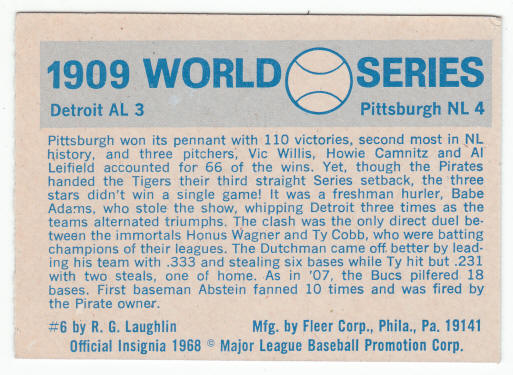 1909 WORLD SERIES
Detroit AL 3 Pittsburgh NL 4
Pittsburgh won its pennant with 110 victories, second most in NL
history, and three pitchers, Vic Willis, Howie Camnitz and Al
Leifield accounted for 66 of the wins. Yet, though the Pirates
handed the Tigers their third straight Series setback, the three
stars didn't win a single game! It was a freshman hurler, Babe
Adams, who stole the show, whipping Detroit three times as the
teams alternated triumphs. The clash was the only direct duel be-
tween the immortals Honus Wagner and Ty Cobb, who were batting
champions of their leagues. The Dutchman came off better by lead-
ing his team with .333 and stealing six bases while Ty hit but .231
with two steals, one of home. As in '07, the Bucs pilfered 18
bases. First baseman Abstein fanned 10 times and was fired by
the Pirate owner.
#6 by R. G. Laughlin Mfg. by Fleer Corp., Phila., Pa. 19141
Official Insignia 1968 © Major League Baseball Promotion Corp.